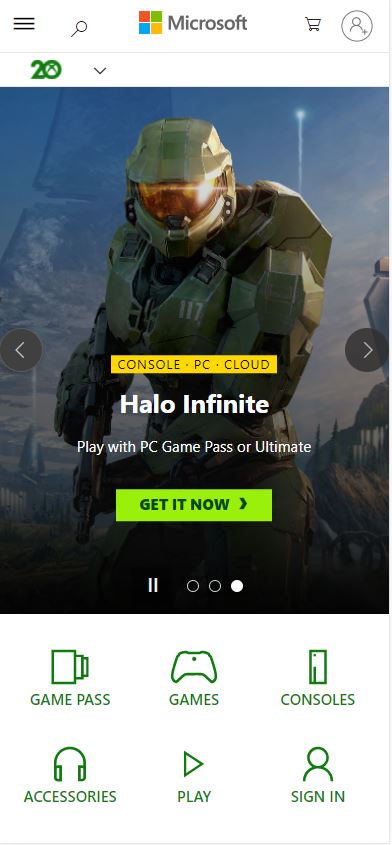 Microsoft
20
117
CONSOLE · PC · CLOUD
Halo Infinite
Play with PC Game Pass or Ultimate
GET IT NOW
GAME PASS
GAMES
CONSOLES
ACCESSORIES
PLAY
SIGN IN